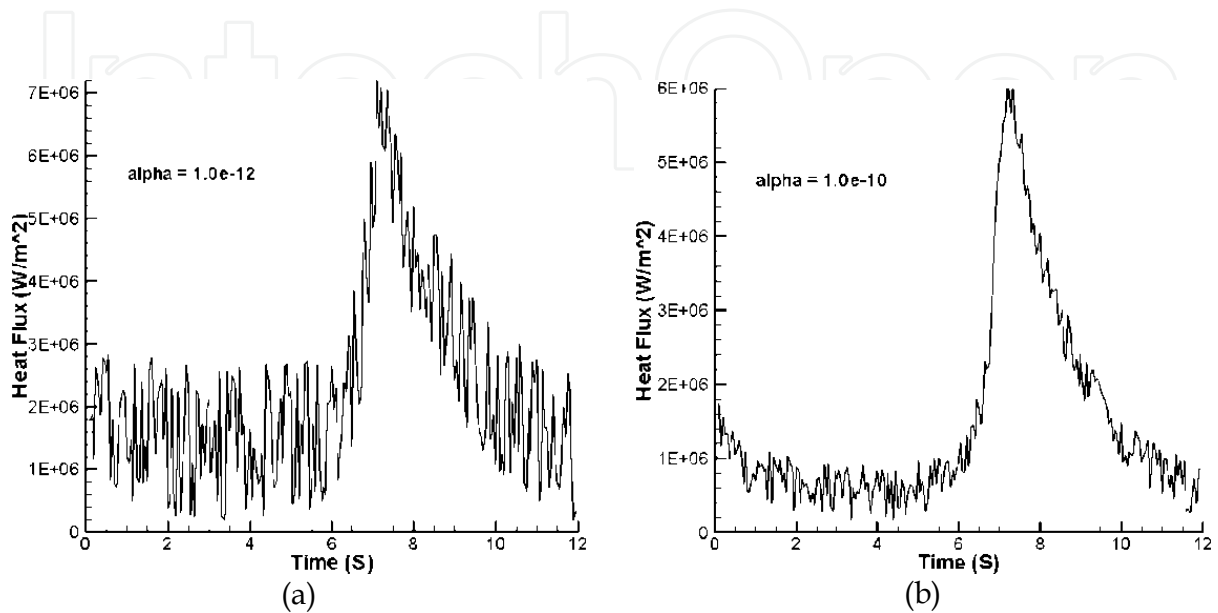 IntechOpen
7E+06
6E+06
5E+06
4E+06
3E+06
2E+06
1E+06
0
alpha = 1.0e-12
Heat Flux (W/m^2)
0 2 4 6 8 10 12
Time (S)
(a)
6E+06
5E+06
4E+06
3E+06
2E+06
1E+06
0
alpha = 1.0e-10
Heat Flux (W/m^2)
0 2 4 6 8 10 12
Time (S)
(b)